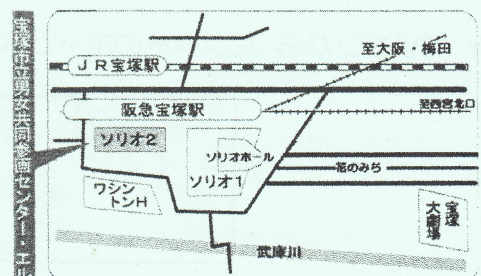 宝塚市立男女共同参画センター・エル
JR宝塚駅
至大阪・梅田
阪急宝塚駅
至西宮北口
ソリオ2
ソリオホール
ソリオ1
花のみち
ワシントンH
宝塚大劇場
武庫川